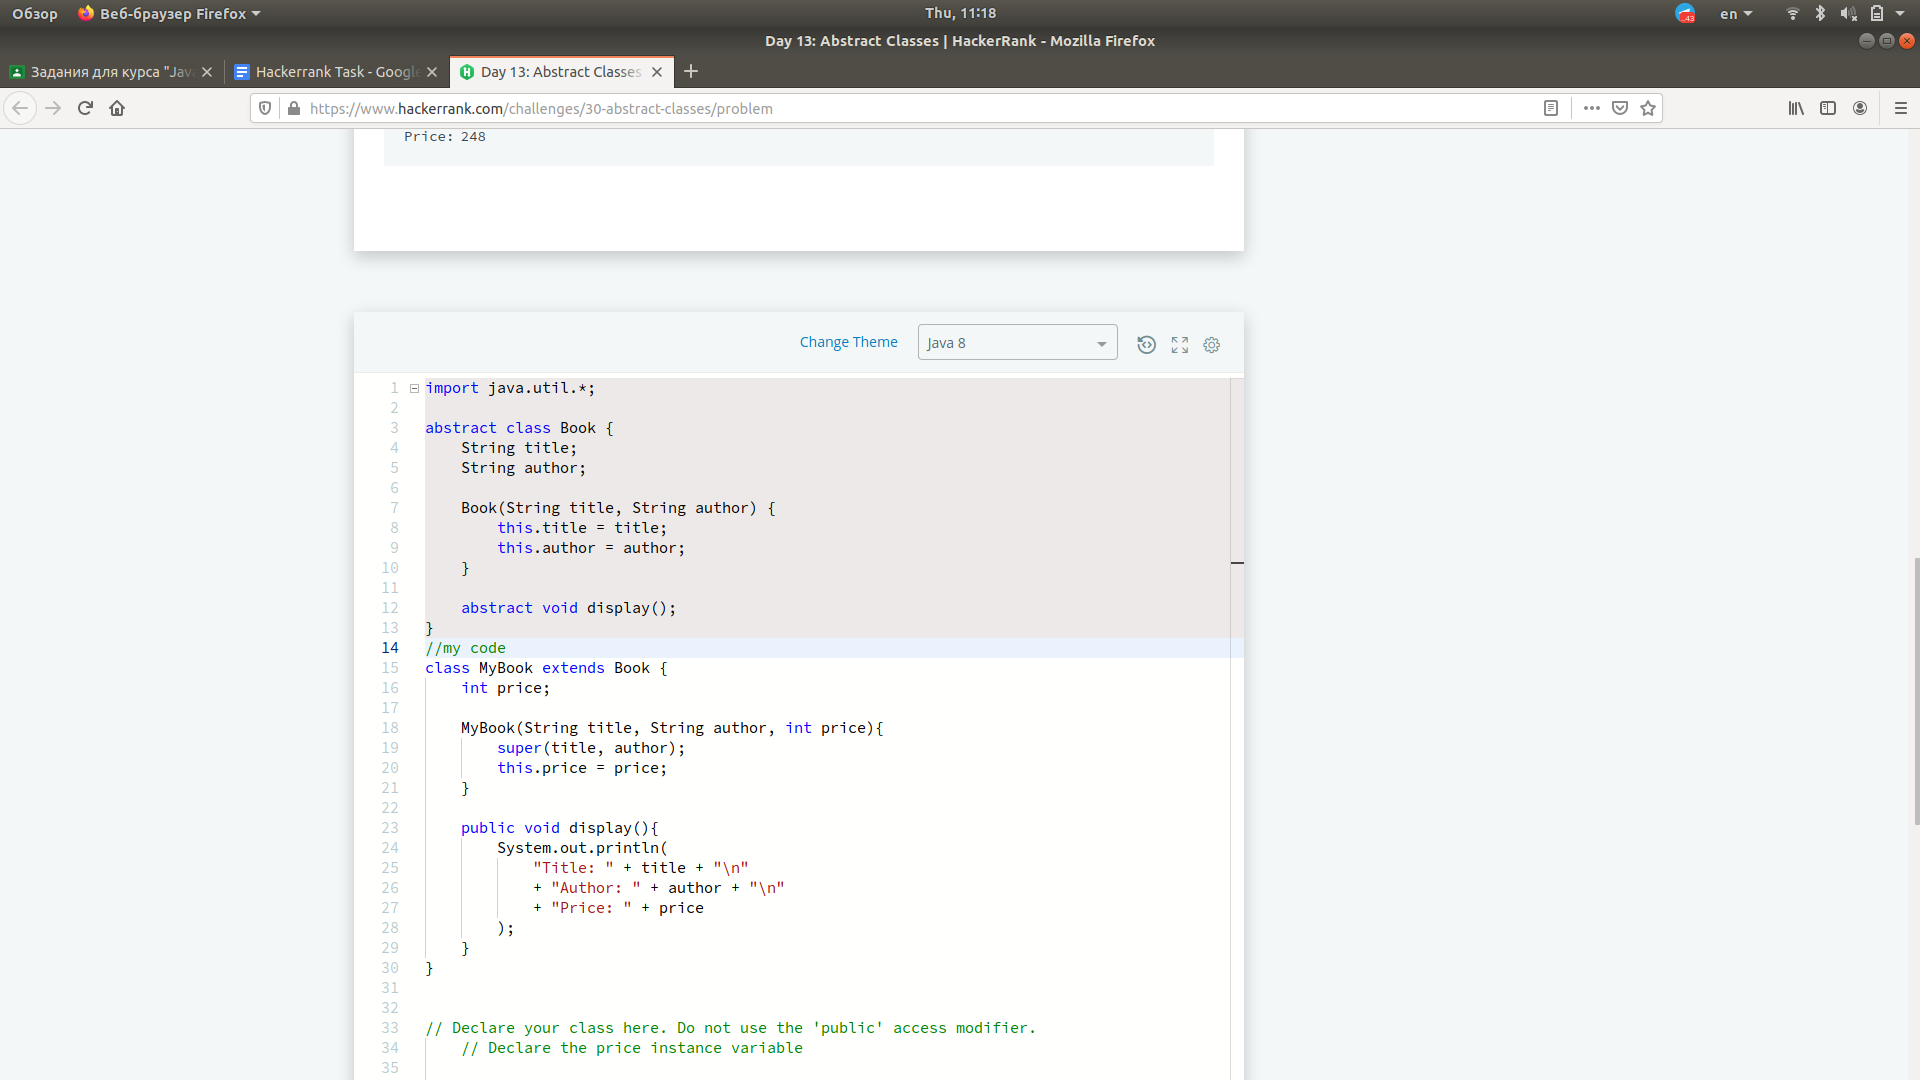 Обзор Веб-браузер Firefox Thu, 11:18 43 en
Day 13: Abstract Classes | HackerRank - Mozilla Firefox
Задания для курса "Jav Hackerrank Task - Google Day 13: Abstract Classes
https://www.hackerrank.com/challenges/30-abstract-classes/problem
Price: 248
Change Theme Java 8
1 import java.util.*;
2
3 abstract class Book {
4 String title;
5 String author;
6
7 Book(String title, String author) {
8 this.title = title;
9 this.author = author;
10 }
11
12 abstract void display();
13 }
14 //my code
15 class MyBook extends Book {
16 int price;
17
18 MyBook(String title, String author, int price){
19 super(title, author);
20 this.price = price;
21 }
22
23 public void display(){
24 System.out.println(
25 "Title: " + title + "\n"
26 + "Author: " + author + "\n"
27 + "Price: " + price
28 );
29 }
30 }
31
32
33 // Declare your class here. Do not use the 'public' access modifier.
34 // Declare the price instance variable
35